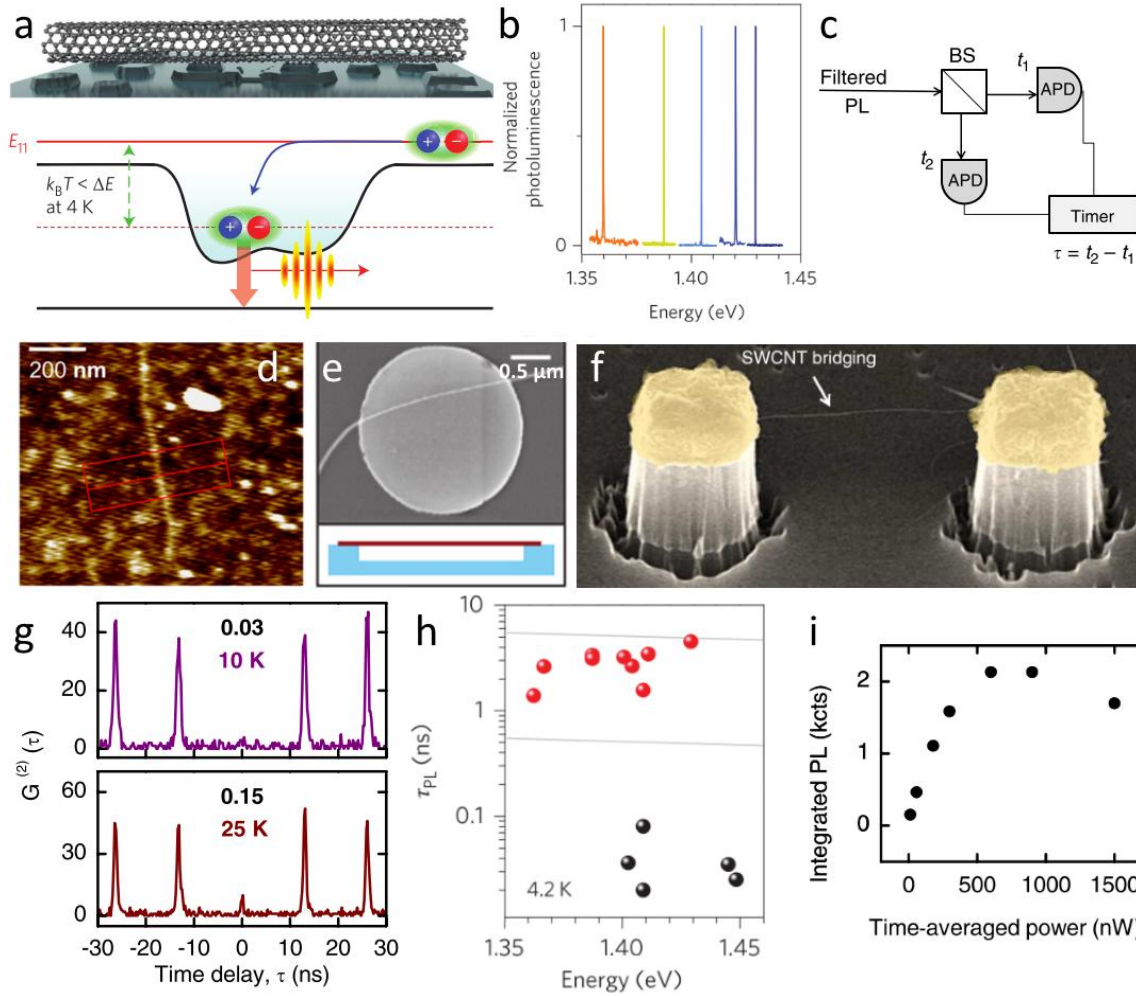 a
E11
kBT < ΔE
at 4 K
+
−
+
−
b
Normalized
photoluminescence
1
0
1.35
1.40
1.45
Energy (eV)
c
Filtered
PL
BS
t1
APD
t2
APD
Timer
τ = t2 − t1
200 nm
d
e
0.5 μm
f
SWCNT bridging
g
0.03
10 K
40
20
0
G(2)(τ)
0.15
25 K
60
30
0
-30 -20 -10 0 10 20 30
Time delay, τ (ns)
h
10
1
0.1
τPL (ns)
4.2 K
1.35
1.40
1.45
Energy (eV)
i
Integrated PL (kcts)
2
1
0
0 500 1000 1500
Time-averaged power (nW)